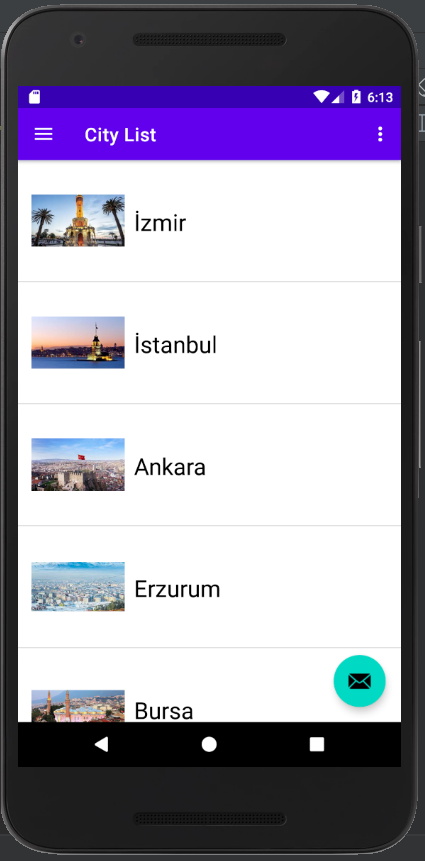 6:13
City List
İzmir
İstanbul
Ankara
Erzurum
Bursa